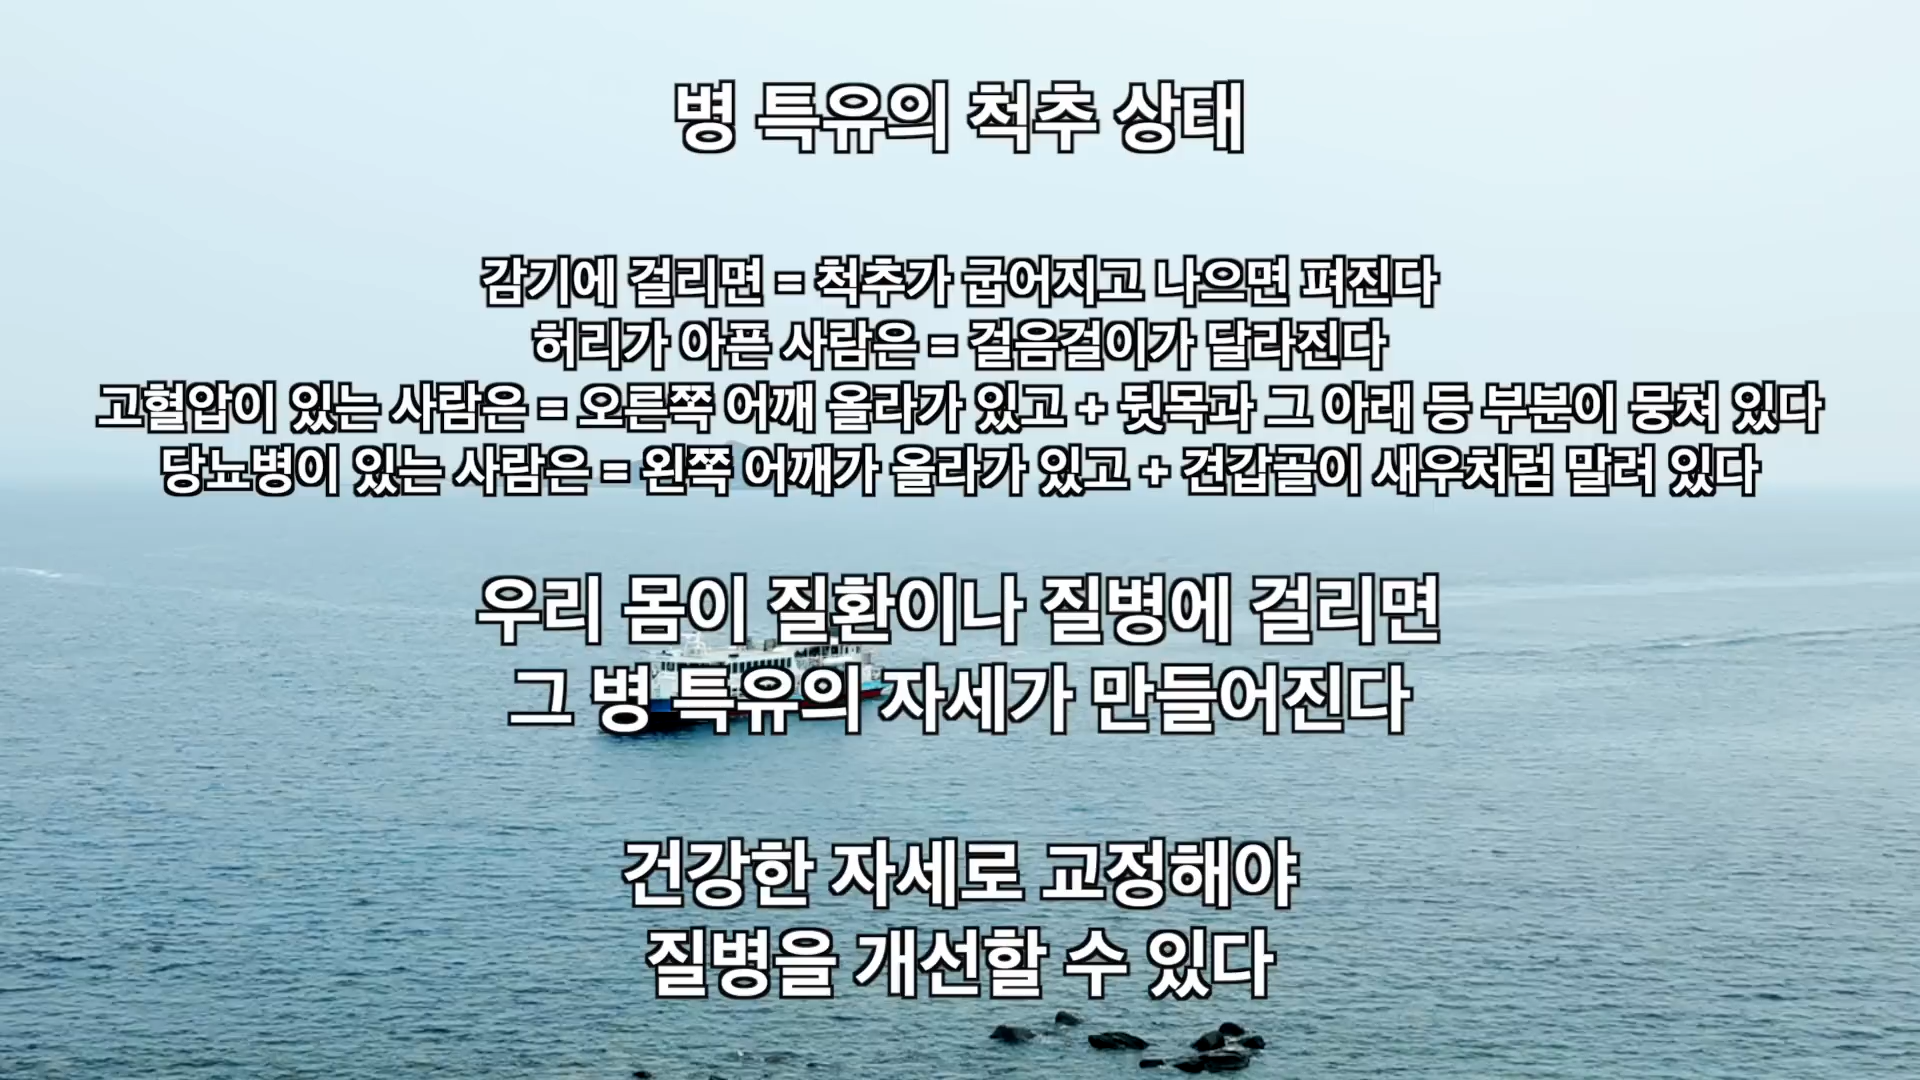 병 특유의 척추 상태
감기에 걸리면 = 척추가 굽어지고 나으면 펴진다
허리가 아픈 사람은 = 걸음걸이가 달라진다
고혈압이 있는 사람은 = 오른쪽 어깨 올라가 있고 + 뒷목과 그 아래 등 부분이 뭉쳐 있다
당뇨병이 있는 사람은 = 왼쪽 어깨가 올라가 있고 + 견갑골이 새우처럼 말려 있다
우리 몸이 질환이나 질병에 걸리면
그 병 특유의 자세가 만들어진다
건강한 자세로 교정해야
질병을 개선할 수 있다